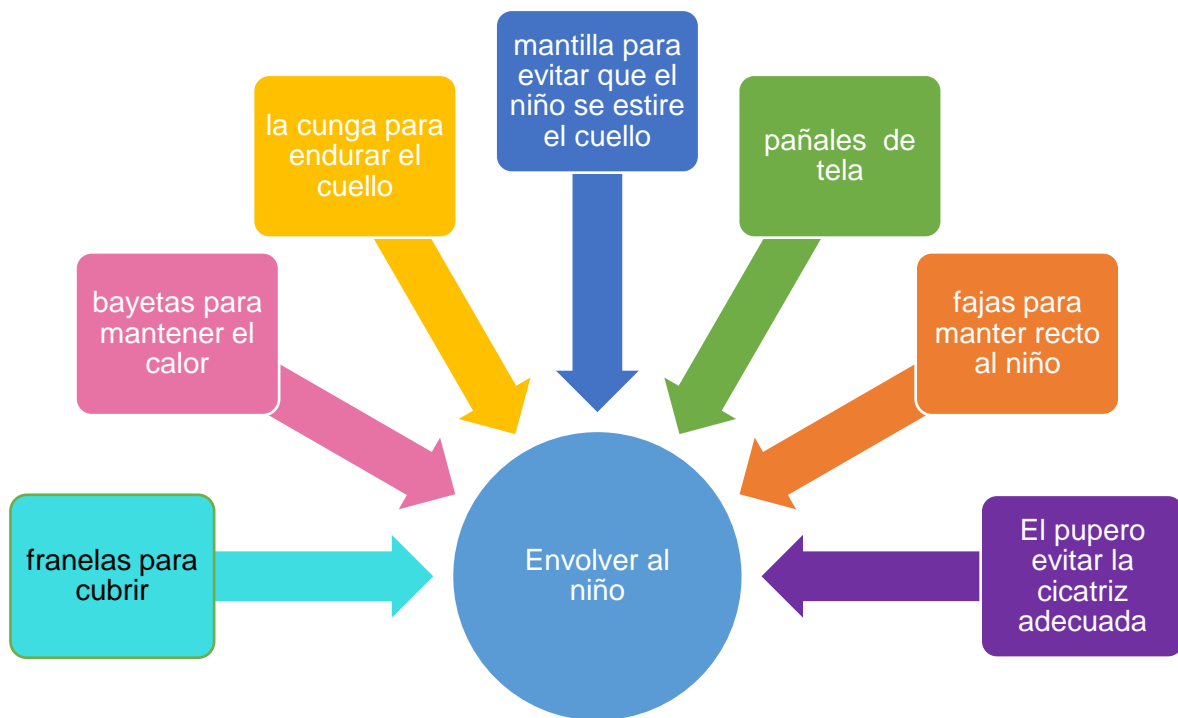 mantilla para
evitar que el
niño se estire
el cuello
la cunga para
endurar el
cuello
pañales de
tela
bayetas para
mantener el
calor
fajas para
manter recto
al niño
franelas para
cubrir
Envolver al
niño
El pupero
evitar la
cicatriz
adecuada